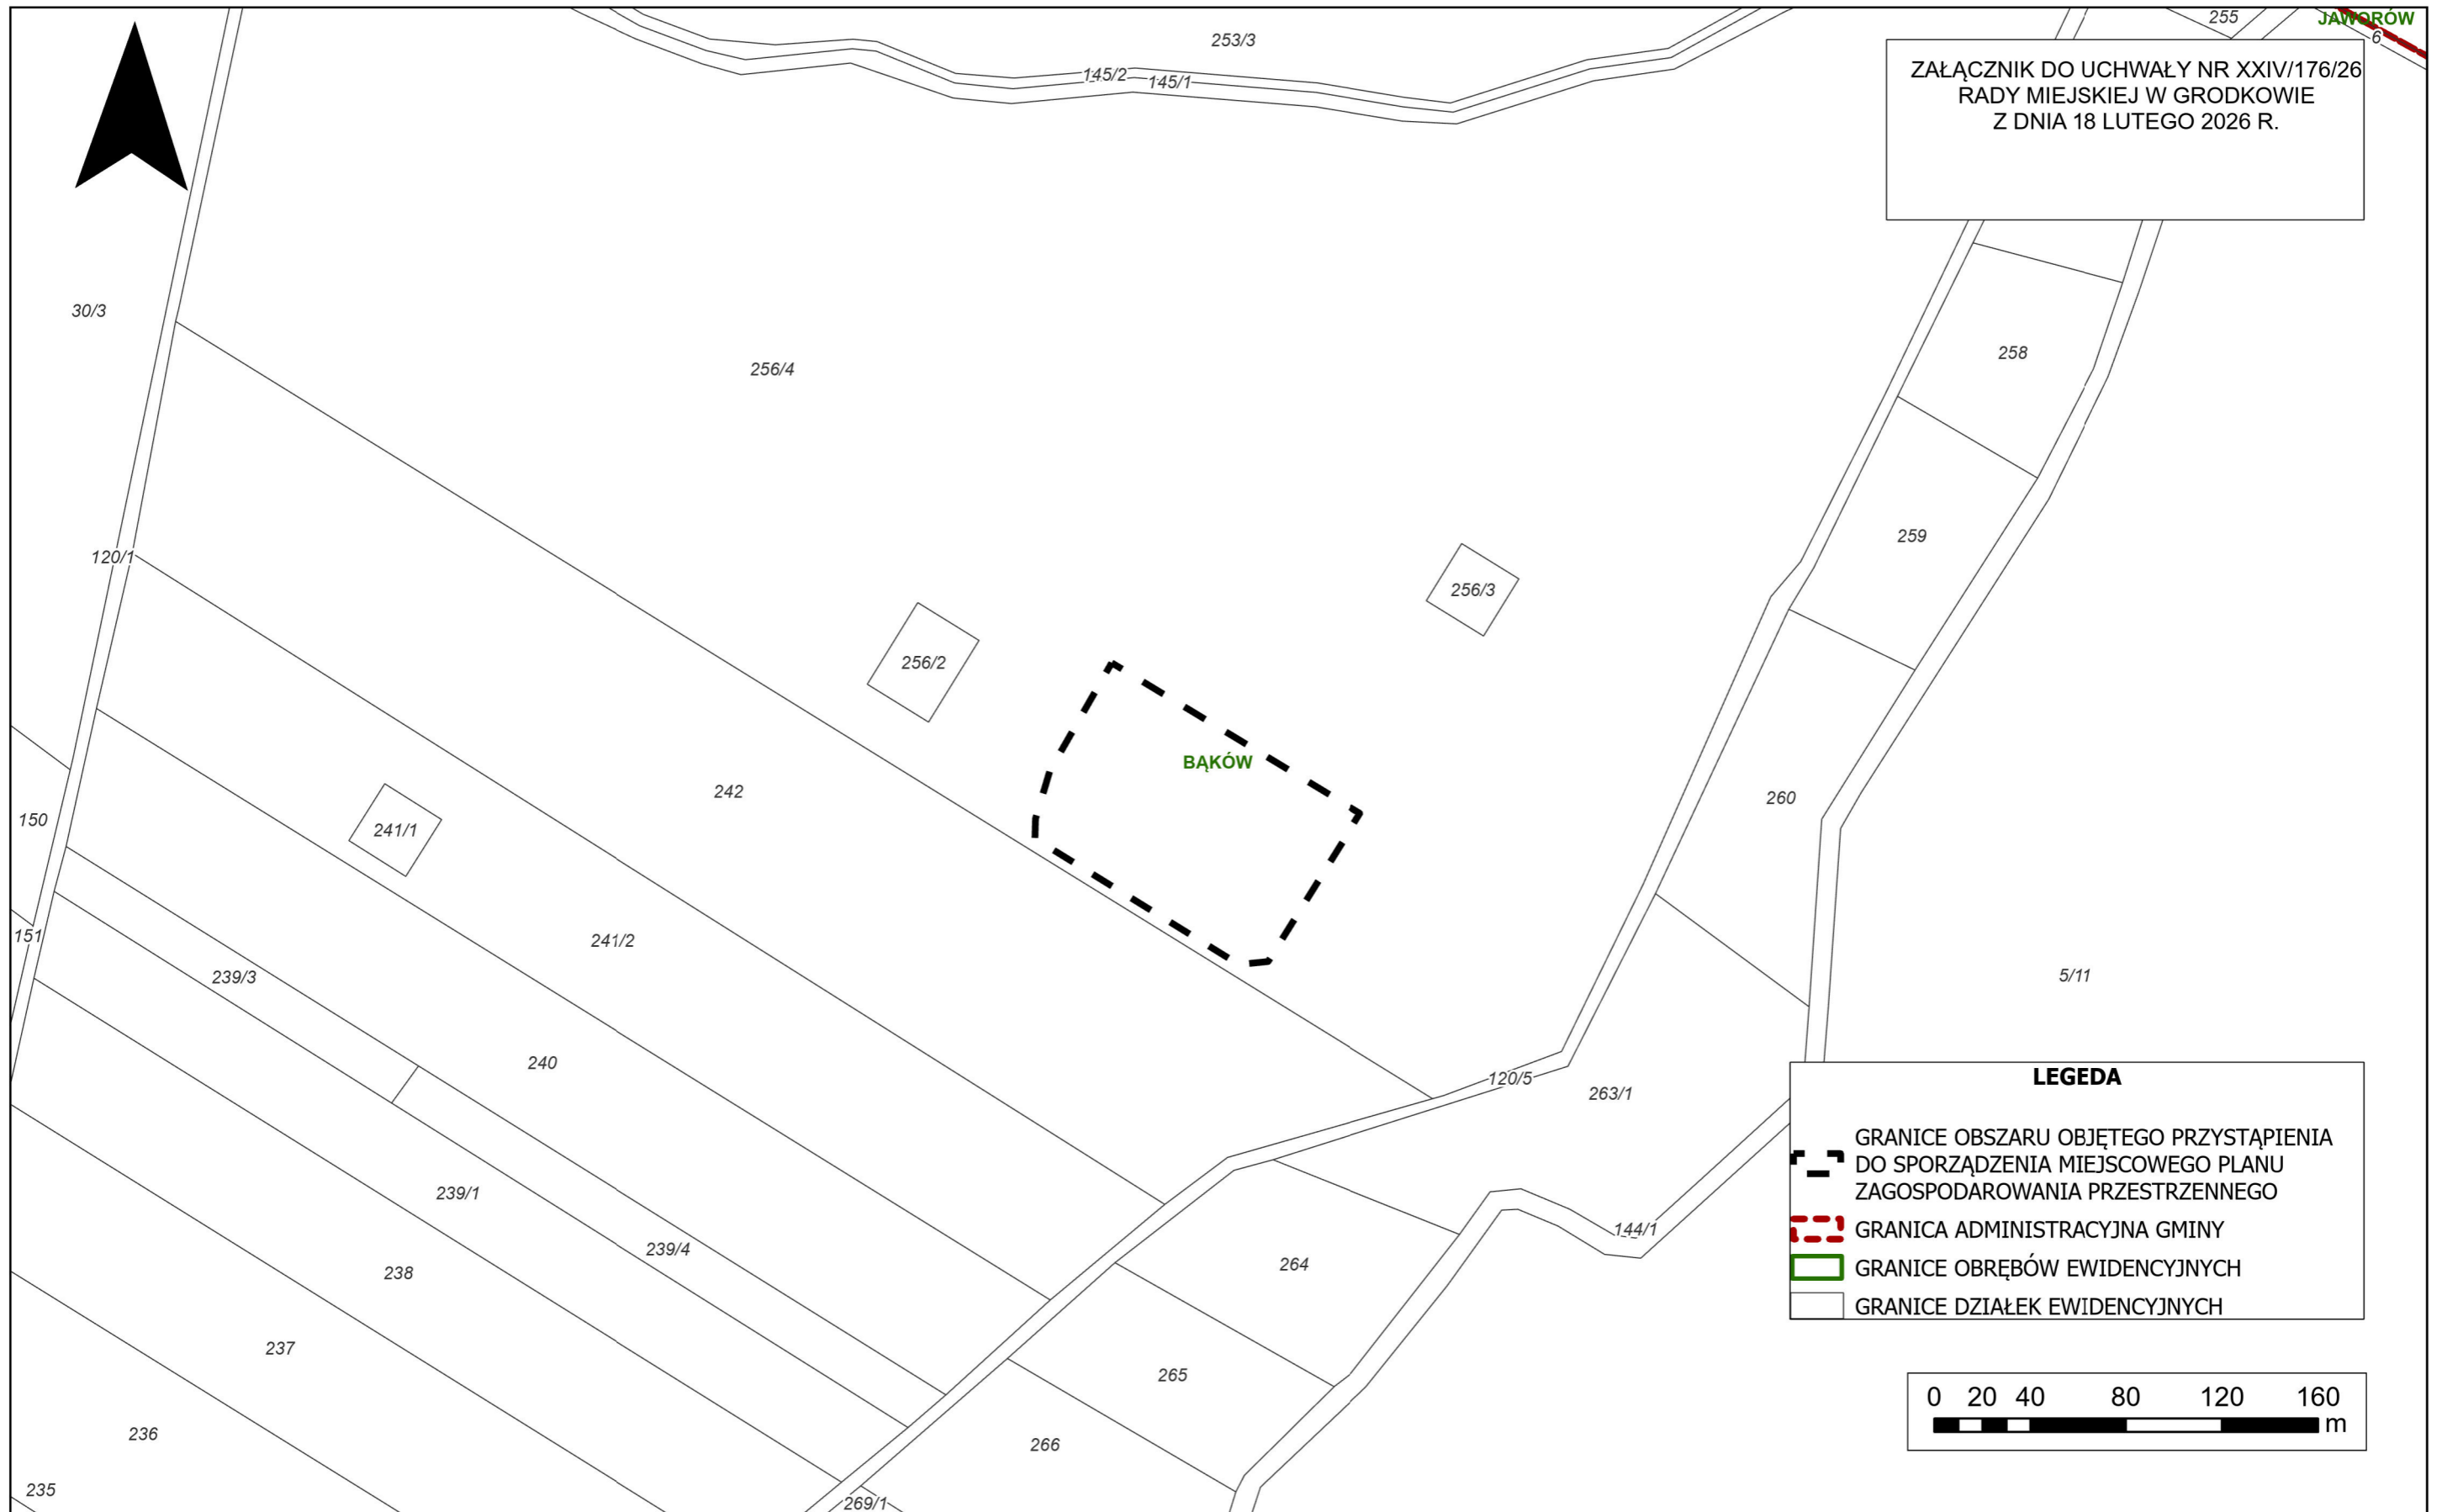 255
JAWORÓW
6
253/3
145/2
145/1
ZAŁĄCZNIK DO UCHWAŁY NR XXIV/176/26
RADY MIEJSKIEJ W GRODKOWIE
Z DNIA 18 LUTEGO 2026 R.
30/3
256/4
258
259
120/1
256/3
256/2
BĄKÓW
242
260
150
241/1
151
241/2
239/3
5/11
240
120/5
263/1
LEGEDA
GRANICE OBSZARU OBJĘTEGO PRZYSTĄPIENIA
DO SPORZĄDZENIA MIEJSCOWEGO PLANU
ZAGOSPODAROWANIA PRZESTRZENNEGO
GRANICA ADMINISTRACYJNA GMINY
GRANICE OBRĘBÓW EWIDENCYJNYCH
GRANICE DZIAŁEK EWIDENCYJNYCH
239/1
144/1
239/4
264
238
237
265
236
266
0 20 40 80 120 160
m
235
269/1